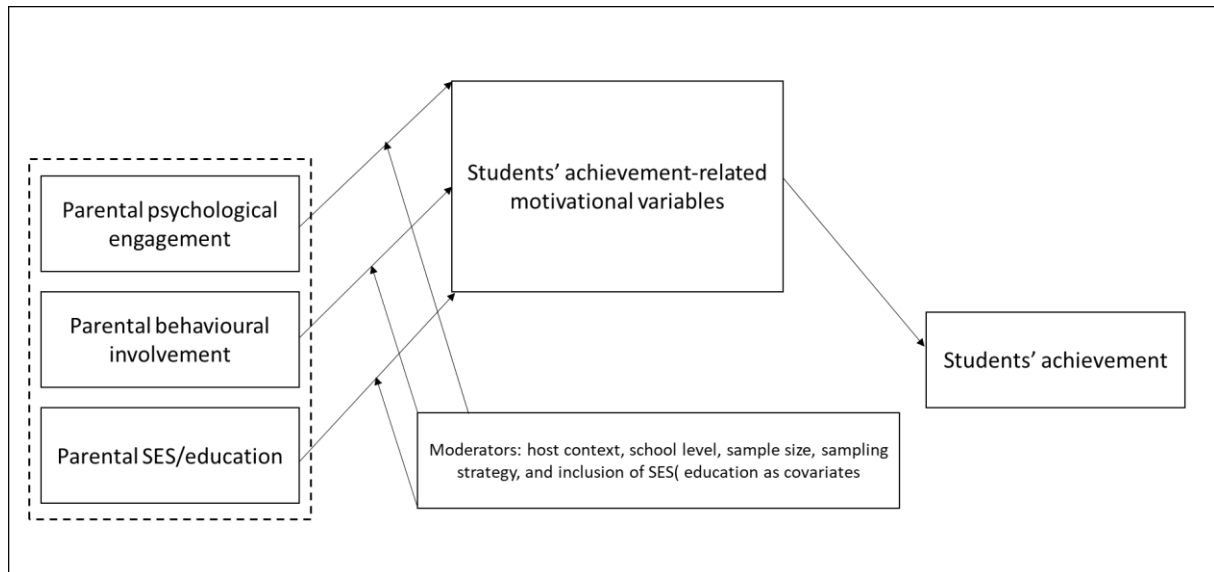 Parental psychological
engagement
Parental behavioural
involvement
Parental SES/education
Students’ achievement-related
motivational variables
Moderators: host context, school level, sample size, sampling
strategy, and inclusion of SES( education as covariates
Students’ achievement